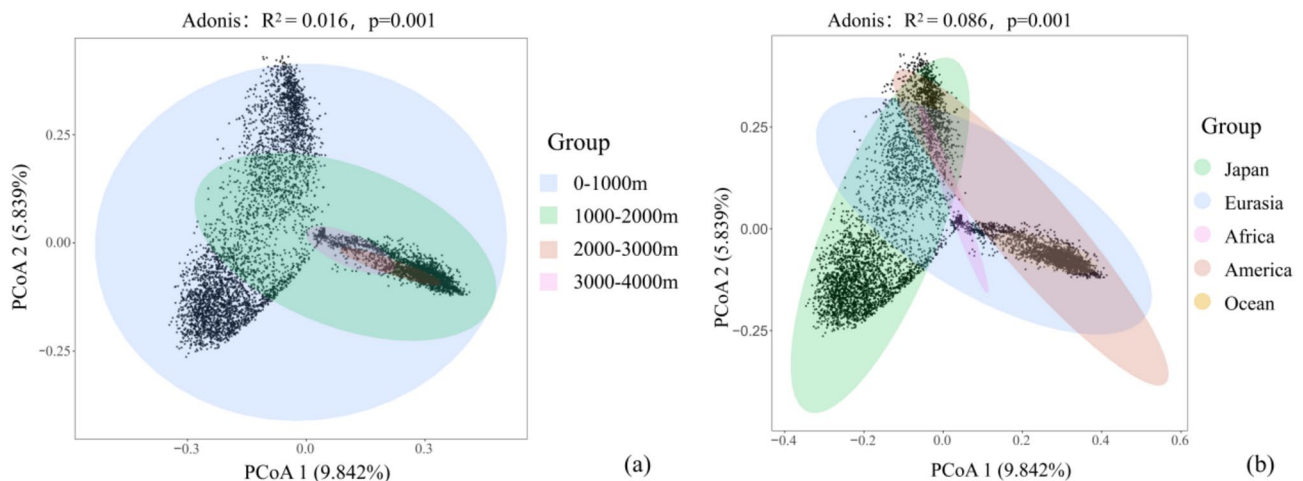 Adonis: R² = 0.016, p=0.001
PCoA 2 (5.839%)
0.25
0.00
−0.25
−0.3
0.0
0.3
PCoA 1 (9.842%)
Group
0-1000m
1000-2000m
2000-3000m
3000-4000m
(a)
Adonis: R² = 0.086, p=0.001
PCoA 2 (5.839%)
0.25
0.00
−0.25
−0.4
−0.2
0.0
0.2
0.4
0.6
PCoA 1 (9.842%)
Group
Japan
Eurasia
Africa
America
Ocean
(b)